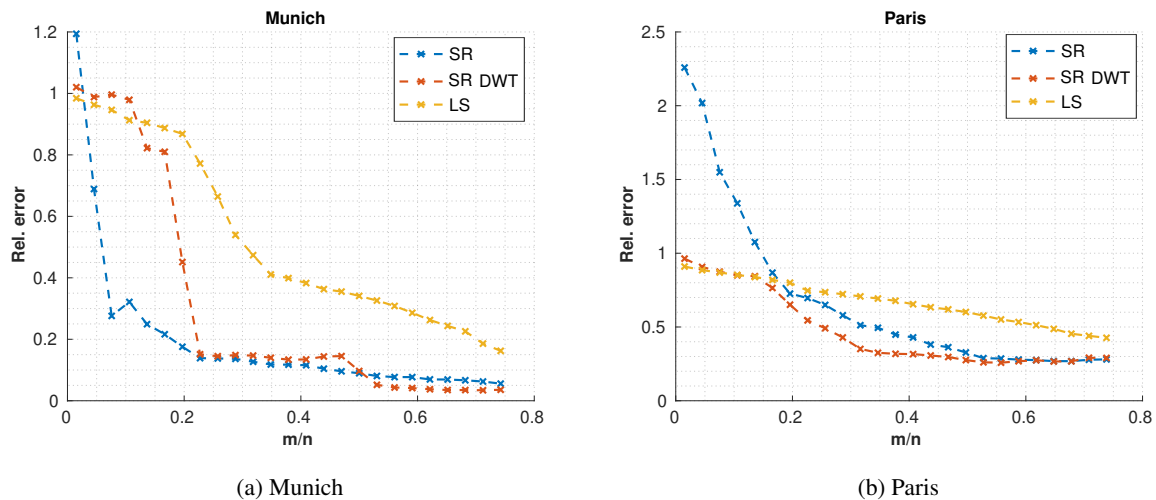 Munich
1.2
1
0.8
0.6
0.4
0.2
0
Rel. error
0
0.2
0.4
0.6
0.8
m/n
SR
SR DWT
LS
(a) Munich
Paris
2.5
2
1.5
1
0.5
0
Rel. error
0
0.2
0.4
0.6
0.8
m/n
SR
SR DWT
LS
(b) Paris